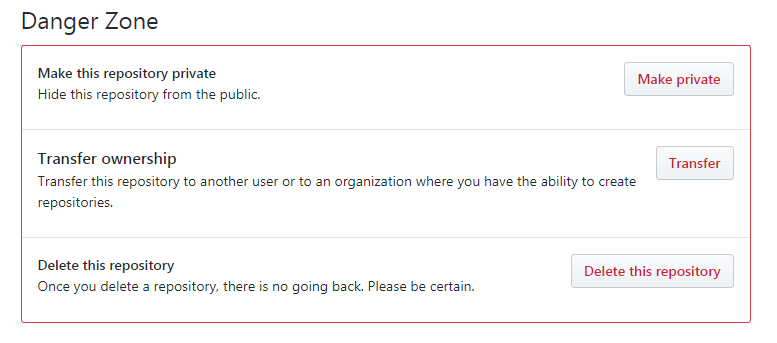 Danger Zone
Make this repository private
Make private
Hide this repository from the public.
Transfer ownership
Transfer
Transfer this repository to another user or to an organization where you have the ability to create
repositories.
Delete this repository
Delete this repository
Once you delete a repository, there is no going back. Please be certain.